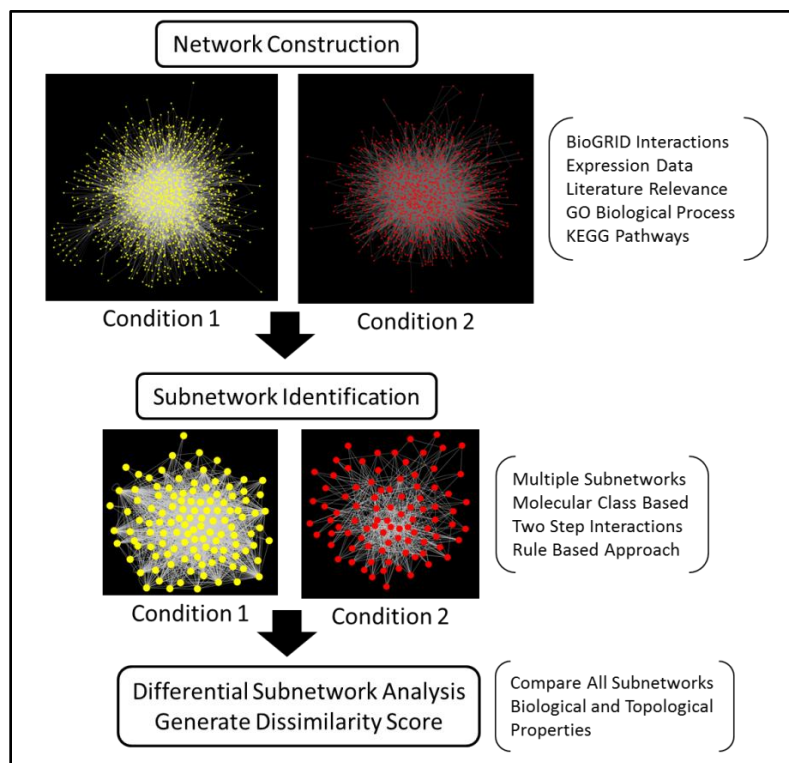 Network Construction
BioGRID Interactions
Expression Data
Literature Relevance
GO Biological Process
KEGG Pathways
Condition 1
Condition 2
Subnetwork Identification
Multiple Subnetworks
Molecular Class Based
Two Step Interactions
Rule Based Approach
Condition 1
Condition 2
Differential Subnetwork Analysis
Generate Dissimilarity Score
Compare All Subnetworks
Biological and Topological
Properties